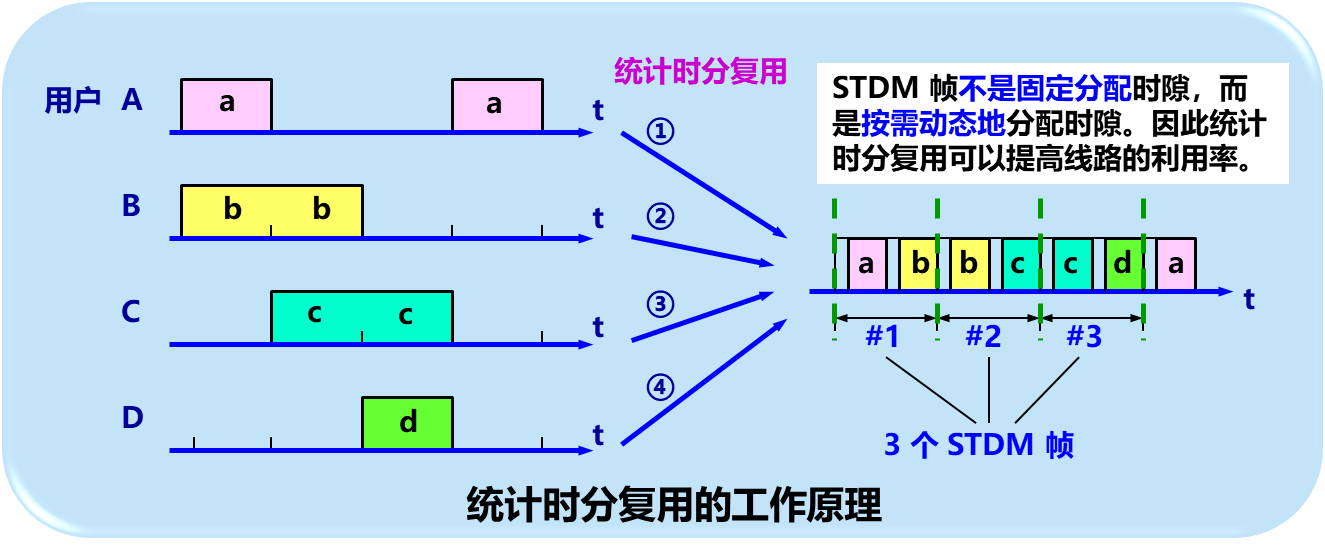 统计时分复用
用户 A a a t
①
STDM 帧不是固定分配时隙，而
是按需动态地分配时隙。因此统计
时分复用可以提高线路的利用率。
B b b t
②
a b b c c d a t
C c c t
③
#1 #2 #3
D d t
④
3 个 STDM 帧
统计时分复用的工作原理